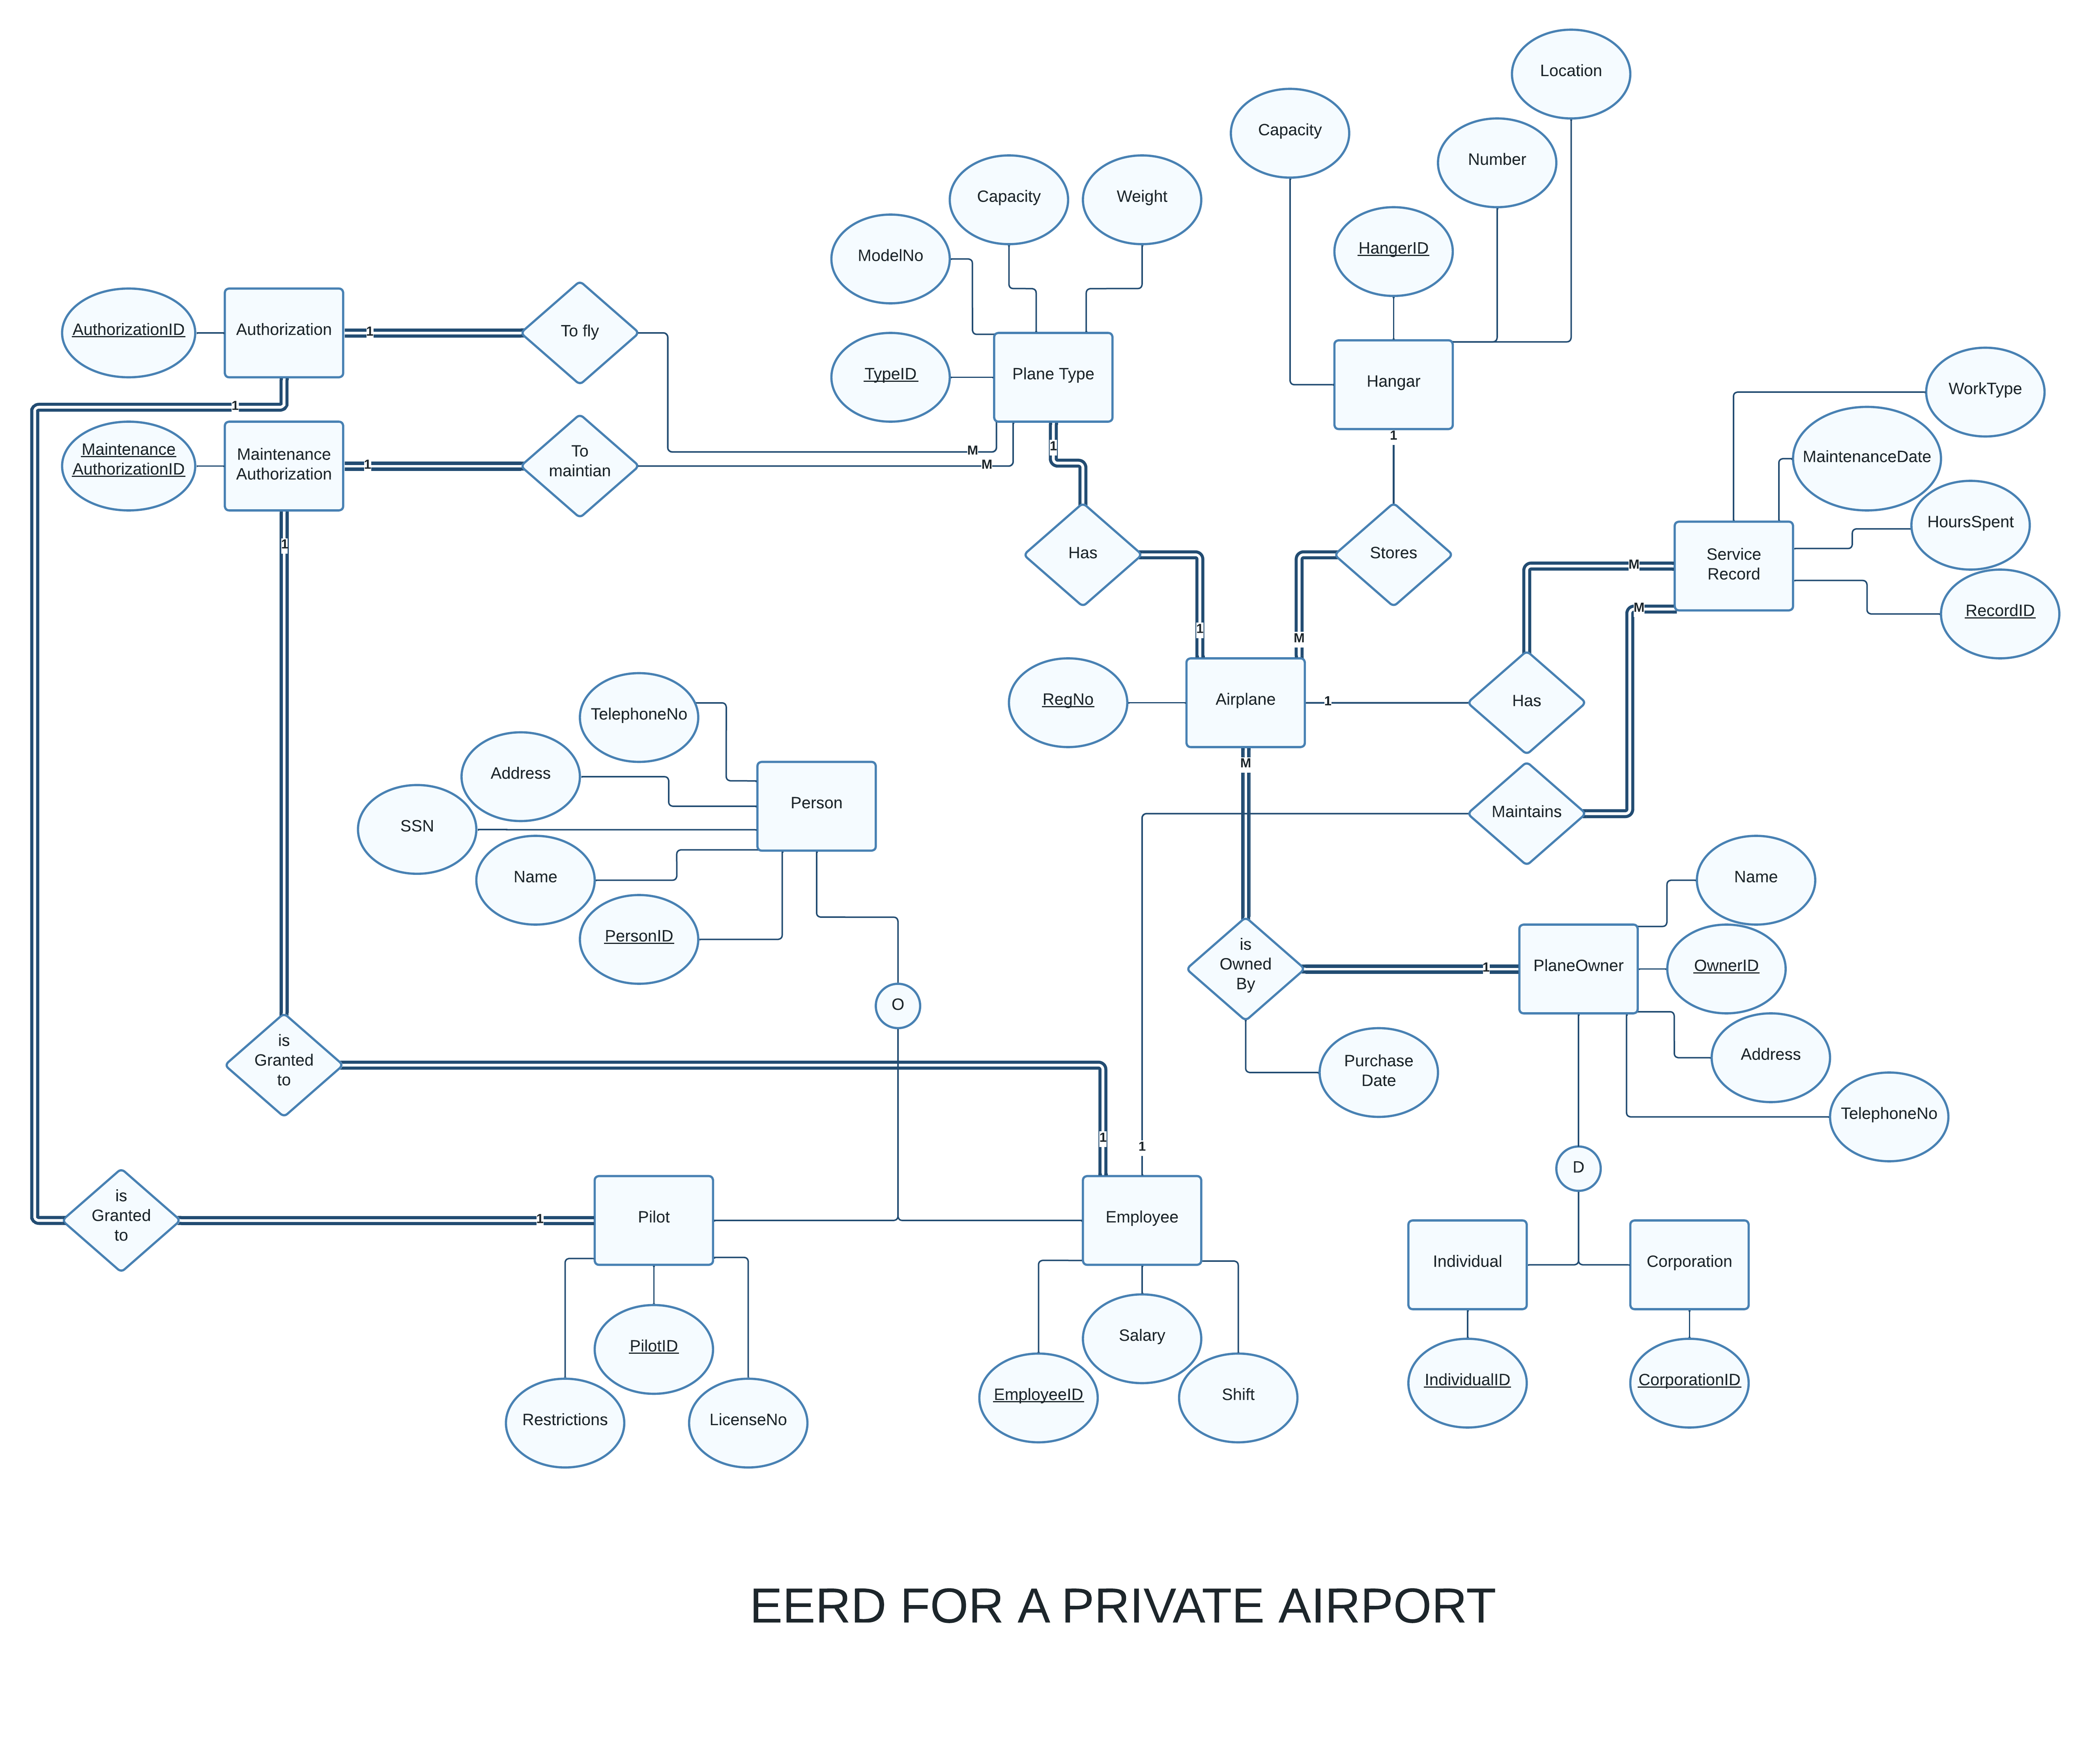 Location
Capacity
Number
Capacity
Weight
ModelNo
HangerID
AuthorizationID
Authorization
1
To fly
TypeID
Plane Type
Hangar
WorkType
1
Maintenance
AuthorizationID
Maintenance
Authorization
1
To
maintian
M
M
1
1
MaintenanceDate
HoursSpent
1
Has
Stores
Service
Record
M
M
RecordID
1
M
RegNo
Airplane
1
Has
TelephoneNo
M
Address
Person
Maintains
SSN
Name
Name
PersonID
is
Owned
By
1
PlaneOwner
OwnerID
O
is
Granted
to
Purchase
Date
Address
TelephoneNo
1
1
D
is
Granted
to
1
Pilot
Employee
Individual
Corporation
PilotID
Salary
Restrictions
LicenseNo
EmployeeID
Shift
IndividualID
CorporationID
EERD FOR A PRIVATE AIRPORT